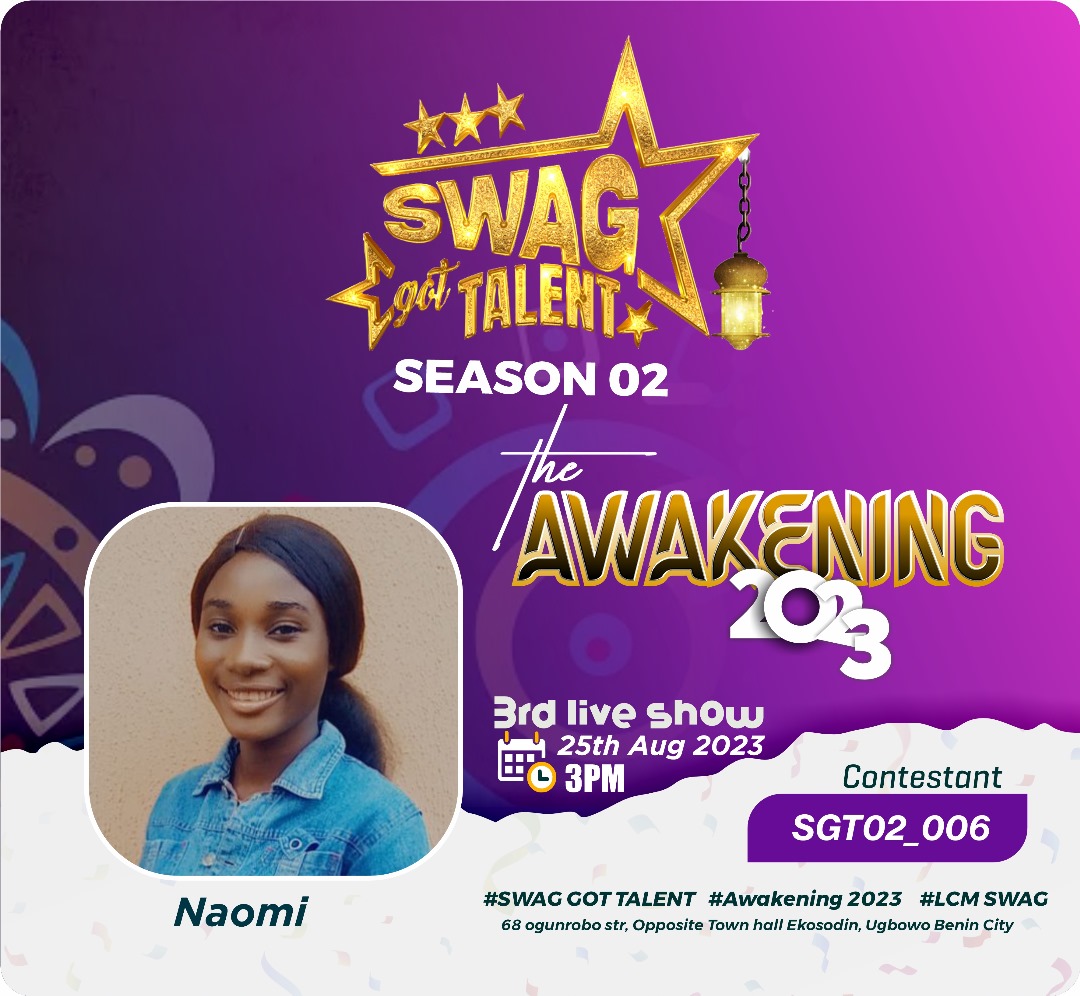 SWAG
got TALENT
SEASON 02
the
AWAKENING
2023
3rd live show
25th Aug 2023
3PM
Contestant
SGT02_006
Naomi
#SWAG GOT TALENT #Awakening 2023 #LCM SWAG
68 ogunrobo str, Opposite Town hall Ekosodin, Ugbowo Benin City